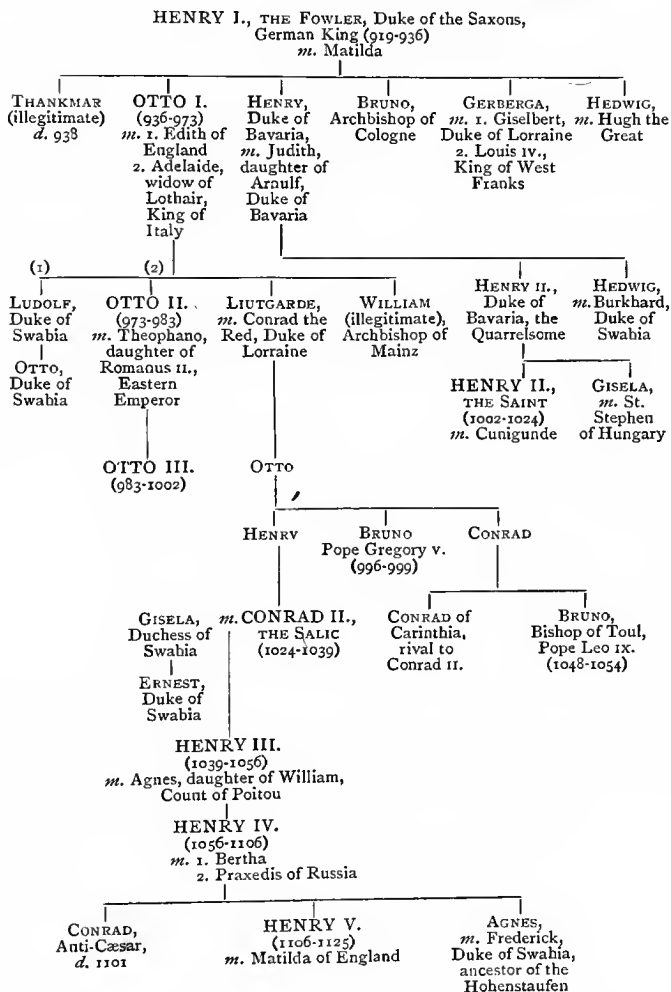 HENRY I., THE FOWLER, Duke of the Saxons,
German King (919-936)
m. Matilda
THANKMAR
(illegitimate)
d. 938
OTTO I.
(936-973)
m. 1. Edith of
England
2. Adelaide,
widow of
Lothair,
King of
Italy
HENRY,
Duke of
Bavaria,
m. Judith,
daughter of
Arnulf,
Duke of
Bavaria
BRUNO,
Archbishop of
Cologne
GERBERGA,
m. 1. Giselbert,
Duke of Lorraine
2. Louis IV.,
King of West
Franks
HEDWIG,
m. Hugh the
Great
(1)
(2)
LUDOLF,
Duke of
Swabia
OTTO,
Duke of
Swabia
OTTO II.
(973-983)
m. Theophano,
daughter of
Romanus II.,
Eastern
Emperor
OTTO III.
(983-1002)
LIUTGARDE,
m. Conrad the
Red, Duke of
Lorraine
WILLIAM
(illegitimate),
Archbishop of
Mainz
HENRY II.,
Duke of
Bavaria, the
Quarrelsome
HEDWIG,
m. Burkhard,
Duke of
Swabia
HENRY II.,
THE SAINT
(1002-1024)
m. Cunigunde
GISELA,
m. St.
Stephen
of Hungary
OTTO
HENRY
BRUNO
Pope Gregory V.
(996-999)
CONRAD
GISELA,
Duchess of
Swabia
ERNEST,
Duke of
Swabia
m. CONRAD II.,
THE SALIC
(1024-1039)
CONRAD of
Carinthia,
rival to
Conrad II.
BRUNO,
Bishop of Toul,
Pope Leo IX.
(1048-1054)
HENRY III.
(1039-1056)
m. Agnes, daughter of William,
Count of Poitou
HENRY IV.
(1056-1106)
m. 1. Bertha
2. Praxedis of Russia
CONRAD,
Anti-Cæsar,
d. 1101
HENRY V.
(1106-1125)
m. Matilda of England
AGNES,
m. Frederick,
Duke of Swabia,
ancestor of the
Hohenstaufen